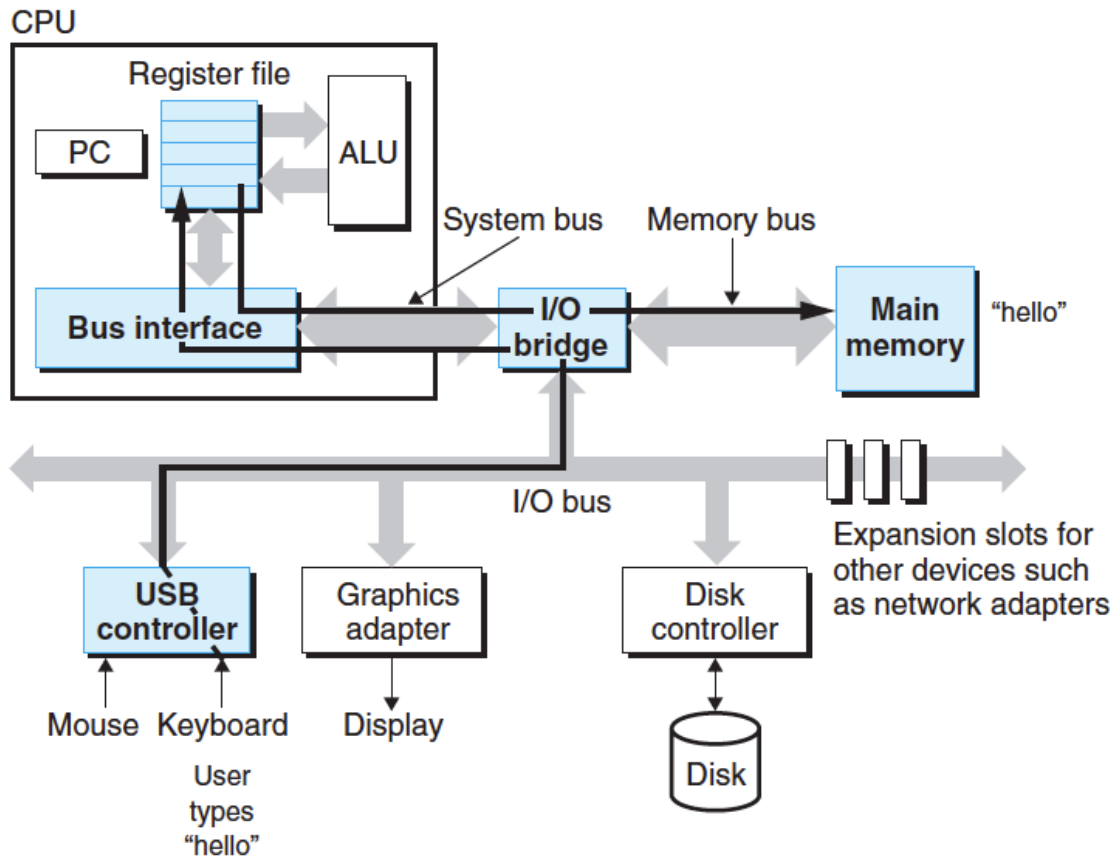 CPU
Register file
PC
ALU
System bus
Memory bus
Bus interface
I/O
bridge
Main
memory
“hello”
I/O bus
Expansion slots for
other devices such
as network adapters
USB
controller
Graphics
adapter
Disk
controller
Mouse
Keyboard
Display
User
types
“hello”
Disk